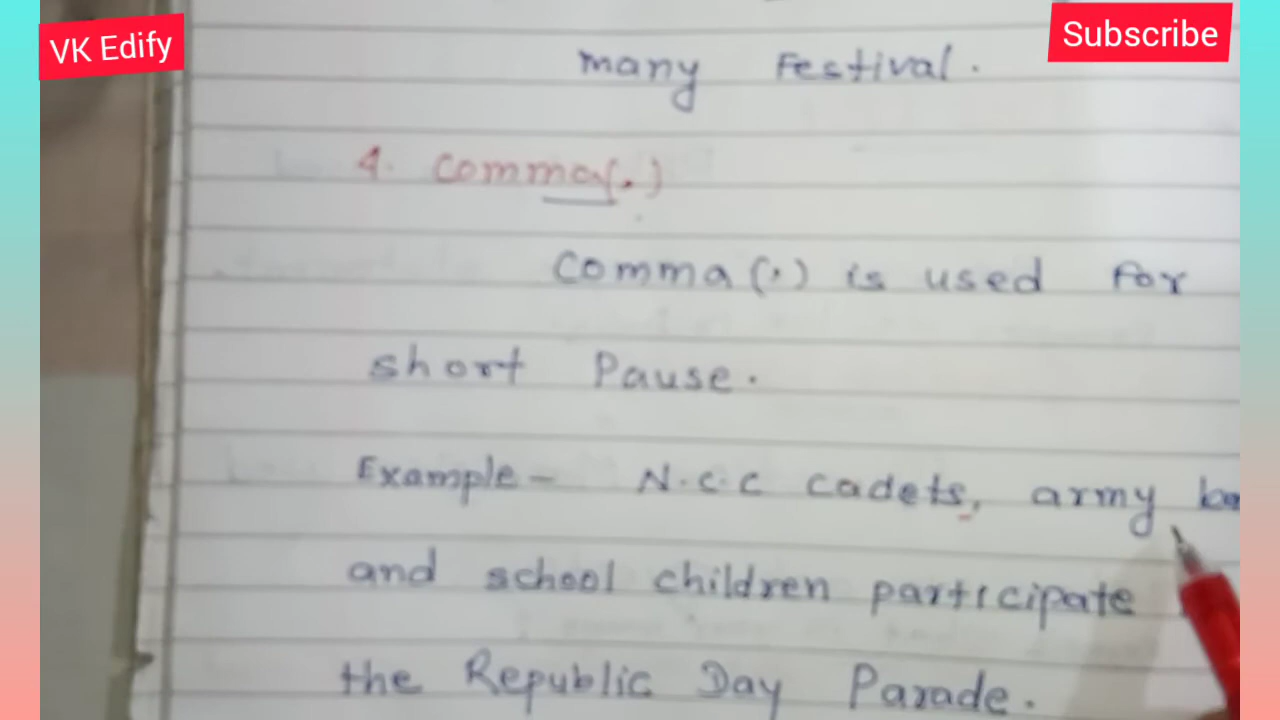 VK Edify
Subscribe
many Festival.
4. Comma(,)
Comma (,) is used for
short Pause.
Example- N.C.C cadets, army
and school children participate
the Republic Day Parade.